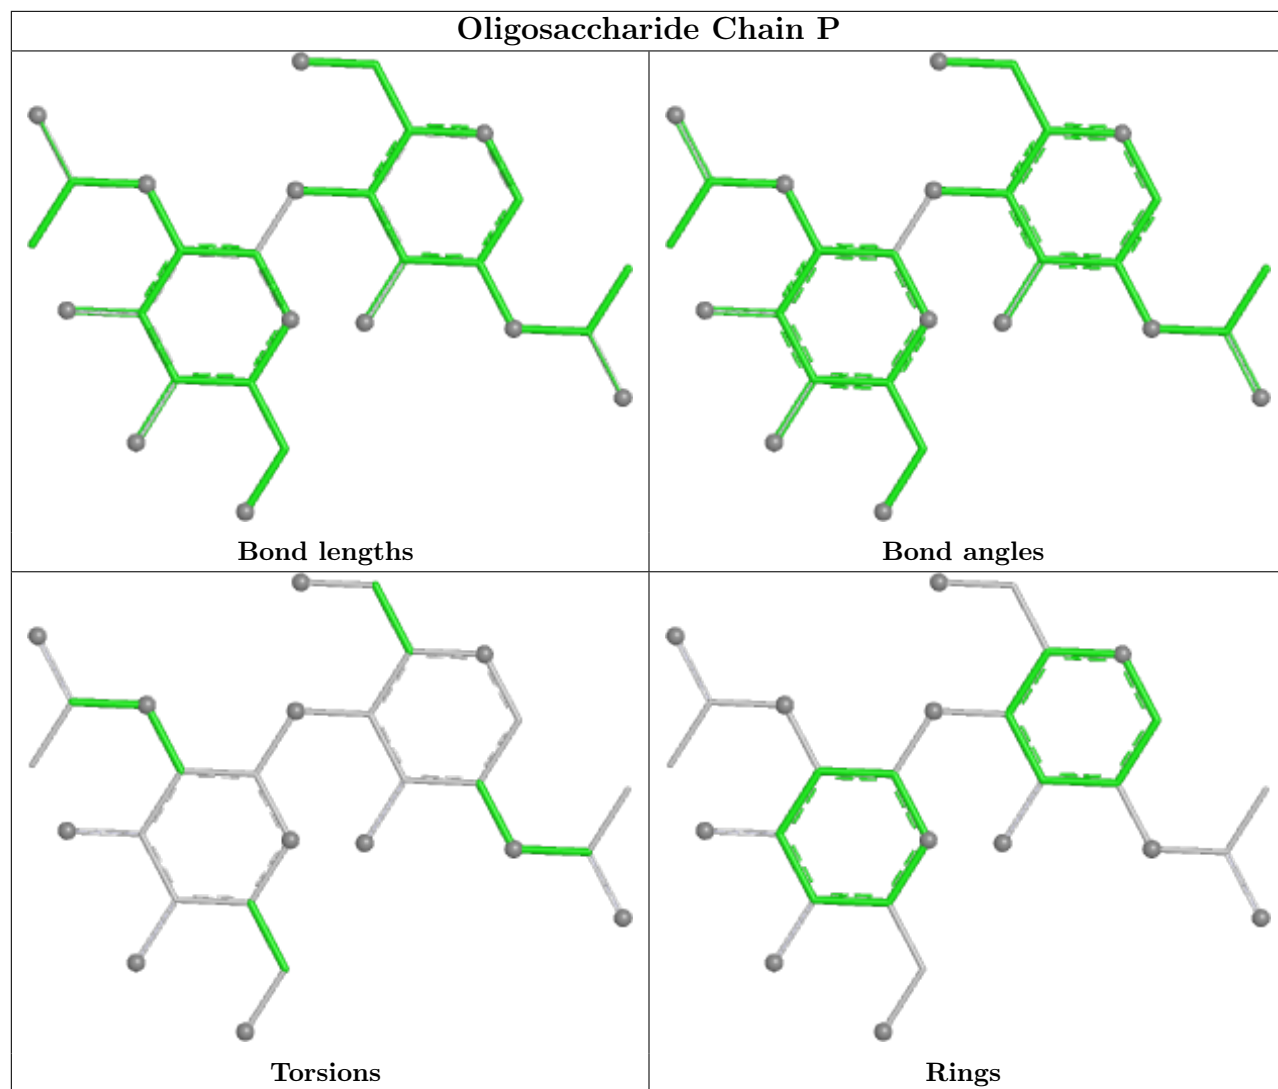 Oligosaccharide Chain P
Bond lengths
Bond angles
Torsions
Rings